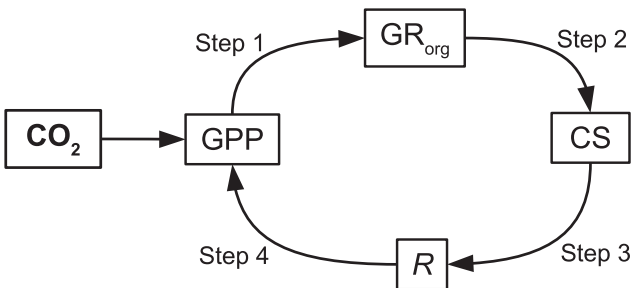 Step 1
GR_org
Step 2
CO₂
GPP
CS
Step 4
R
Step 3